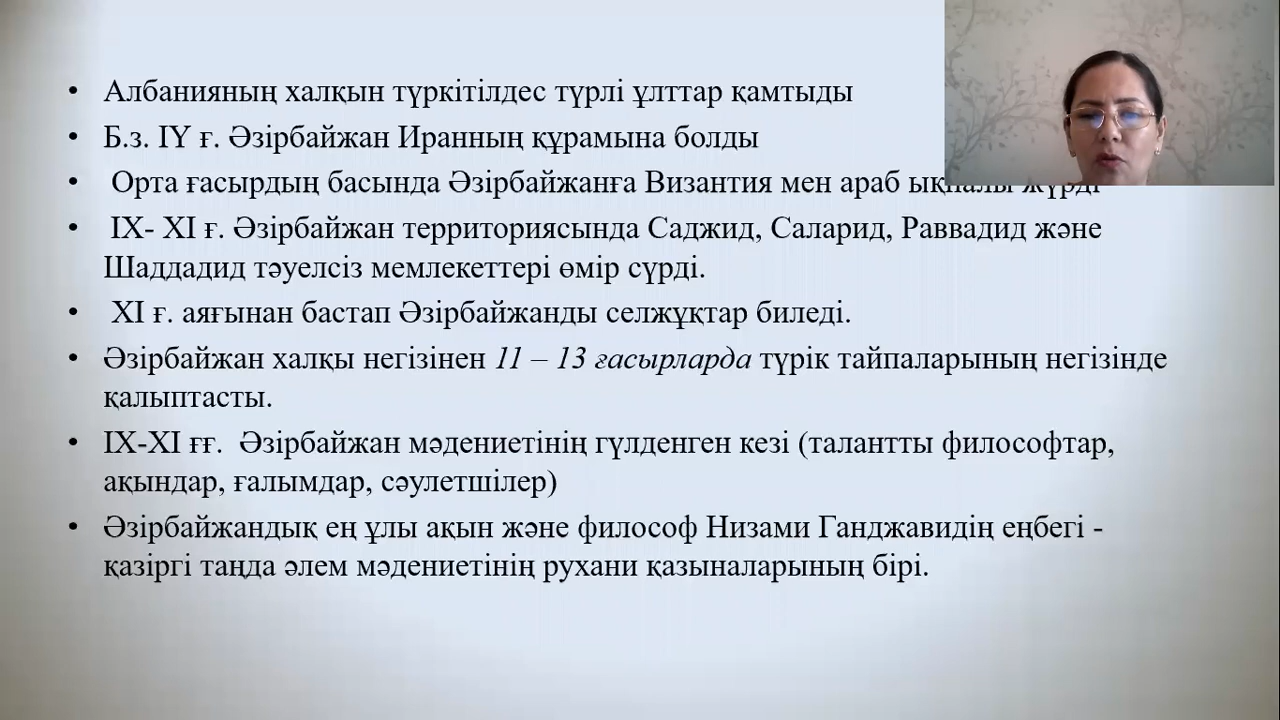 • Албанияның халқын түркітілдес түрлі ұлттар қамтыды
• Б.з. ІҮ ғ. Әзірбайжан Иранның құрамына болды
• Орта ғасырдың басында Әзірбайжанға Византия мен араб ықпалы жүрді
• IX- XI ғ. Әзірбайжан территориясында Саджид, Саларид, Раввадид және
Шаддадид тәуелсіз мемлекеттері өмір сүрді.
• XI ғ. аяғынан бастап Әзірбайжанды селжұқтар биледі.
• Әзірбайжан халқы негізінен 11 – 13 ғасырларда түрік тайпаларының негізінде
қалыптасты.
• IX-XI ғғ. Әзірбайжан мәдениетінің гүлденген кезі (талантты философтар,
ақындар, ғалымдар, сәулетшілер)
• Әзірбайжандық ең ұлы ақын және философ Низами Ганджавидің еңбегі -
қазіргі таңда әлем мәдениетінің рухани қазыналарының бірі.